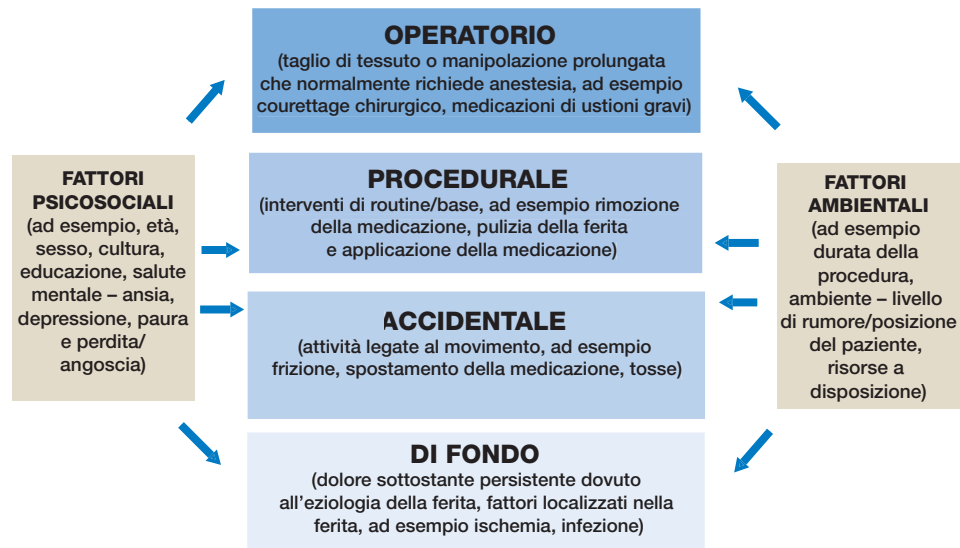 OPERATORIO
(taglio di tessuto o manipolazione prolungata
che normalmente richiede anestesia, ad esempio
courettage chirurgico, medicazioni di ustioni gravi)
FATTORI
PSICOSOCIALI
(ad esempio, età,
sesso, cultura,
educazione, salute
mentale – ansia,
depressione, paura
e perdita/
angoscia)
PROCEDURALE
(interventi di routine/base, ad esempio rimozione
della medicazione, pulizia della ferita
e applicazione della medicazione)
ACCIDENTALE
(attività legate al movimento, ad esempio
frizione, spostamento della medicazione, tosse)
DI FONDO
(dolore sottostante persistente dovuto
all’eziologia della ferita, fattori localizzati nella
ferita, ad esempio ischemia, infezione)
FATTORI
AMBIENTALI
(ad esempio
durata della
procedura,
ambiente – livello
di rumore/posizione
del paziente,
risorse a
disposizione)